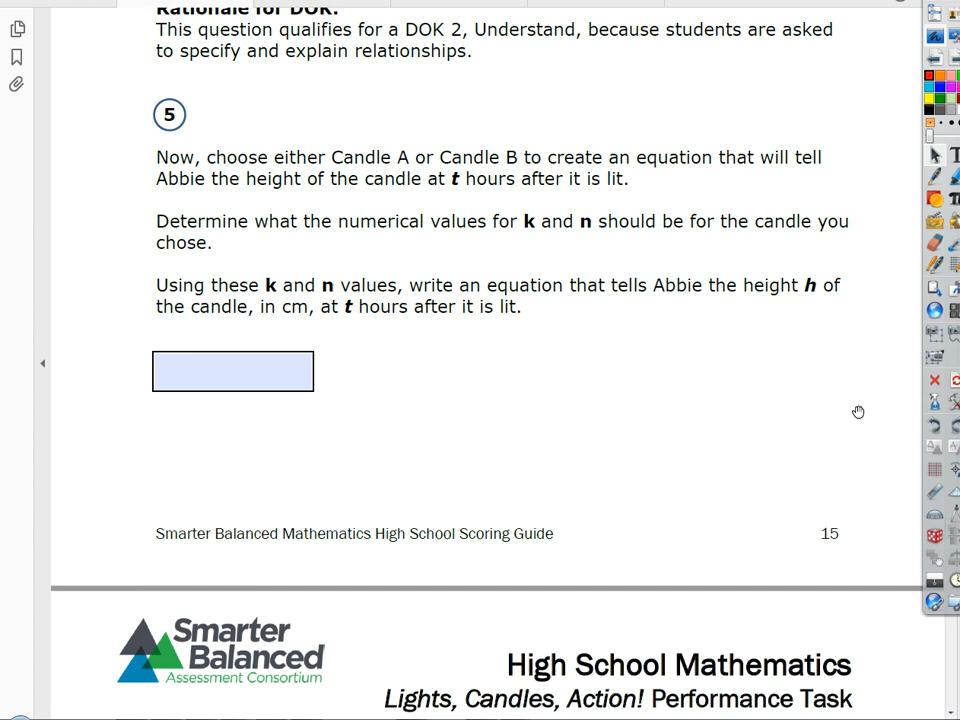 Rationale for DOK:
This question qualifies for a DOK 2, Understand, because students are asked
to specify and explain relationships.
5
Now, choose either Candle A or Candle B to create an equation that will tell
Abbie the height of the candle at t hours after it is lit.
Determine what the numerical values for k and n should be for the candle you
chose.
Using these k and n values, write an equation that tells Abbie the height h of
the candle, in cm, at t hours after it is lit.
Smarter Balanced Mathematics High School Scoring Guide 15
Smarter
Balanced
Assessment Consortium
High School Mathematics
Lights, Candles, Action! Performance Task